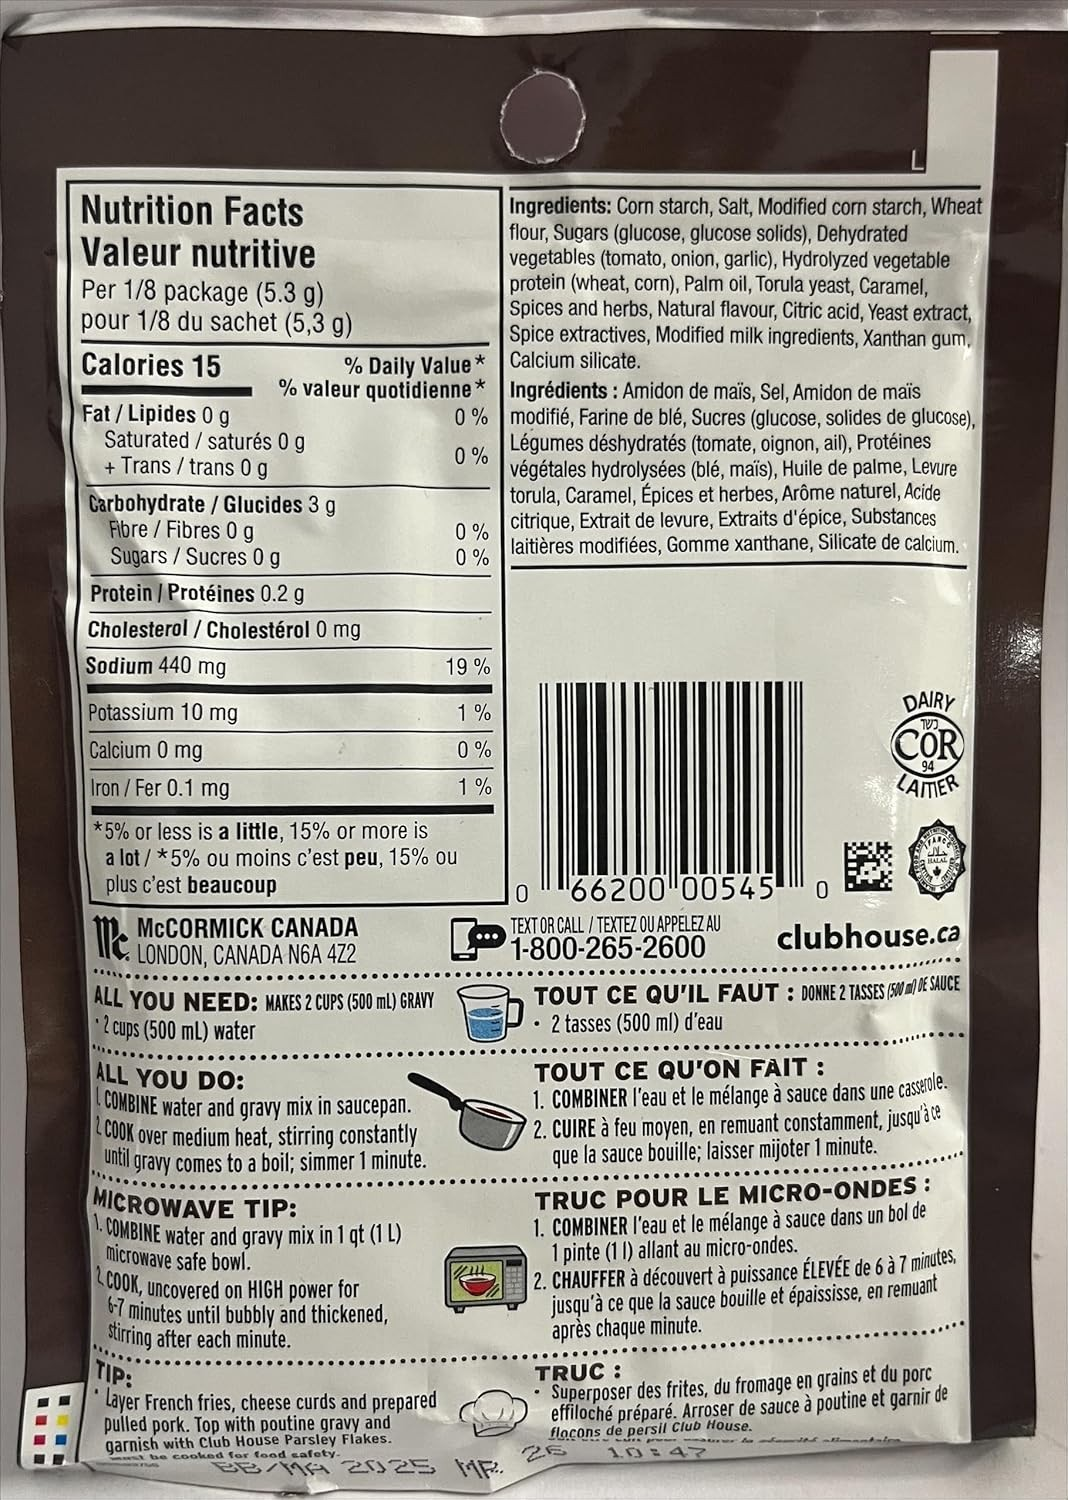 Nutrition Facts
Valeur nutritive
Per 1/8 package (5.3 g)
pour 1/8 du sachet (5,3 g)
Calories 15
% Daily Value*
% valeur quotidienne*
Fat / Lipides 0 g 0 %
Saturated / saturés 0 g
+ Trans / trans 0 g 0 %
Carbohydrate / Glucides 3 g
Fibre / Fibres 0 g 0 %
Sugars / Sucres 0 g 0 %
Protein / Protéines 0.2 g
Cholesterol / Cholestérol 0 mg
Sodium 440 mg 19 %
Potassium 10 mg 1 %
Calcium 0 mg 0 %
Iron / Fer 0.1 mg 1 %
*5% or less is a little, 15% or more is
a lot / *5% ou moins c'est peu, 15% ou
plus c'est beaucoup
Ingredients: Corn starch, Salt, Modified corn starch, Wheat
flour, Sugars (glucose, glucose solids), Dehydrated
vegetables (tomato, onion, garlic), Hydrolyzed vegetable
protein (wheat, corn), Palm oil, Torula yeast, Caramel,
Spices and herbs, Natural flavour, Citric acid, Yeast extract,
Spice extractives, Modified milk ingredients, Xanthan gum,
Calcium silicate.
Ingrédients : Amidon de maïs, Sel, Amidon de maïs
modifié, Farine de blé, Sucres (glucose, solides de glucose),
Légumes déshydratés (tomate, oignon, ail), Protéines
végétales hydrolysées (blé, maïs), Huile de palme, Levure
torula, Caramel, Épices et herbes, Arôme naturel, Acide
citrique, Extrait de levure, Extraits d'épice, Substances
laitières modifiées, Gomme xanthane, Silicate de calcium.
DAIRY
כשר
COR
94
LAITIER
HALAL
0 66200 00545 0
Mc McCORMICK CANADA
LONDON, CANADA N6A 4Z2
TEXT OR CALL / TEXTEZ OU APPELEZ AU
1-800-265-2600
clubhouse.ca
ALL YOU NEED: MAKES 2 CUPS (500 mL) GRAVY
• 2 cups (500 mL) water
TOUT CE QU'IL FAUT : DONNE 2 TASSES (500 ml) DE SAUCE
• 2 tasses (500 ml) d'eau
ALL YOU DO:
1. COMBINE water and gravy mix in saucepan.
2. COOK over medium heat, stirring constantly
until gravy comes to a boil; simmer 1 minute.
TOUT CE QU'ON FAIT :
1. COMBINER l'eau et le mélange à sauce dans une casserole.
2. CUIRE à feu moyen, en remuant constamment, jusqu'à ce
que la sauce bouille; laisser mijoter 1 minute.
MICROWAVE TIP:
1. COMBINE water and gravy mix in 1 qt (1 L)
microwave safe bowl.
2. COOK, uncovered on HIGH power for
6-7 minutes until bubbly and thickened,
stirring after each minute.
TRUC POUR LE MICRO-ONDES :
1. COMBINER l'eau et le mélange à sauce dans un bol de
1 pinte (1 l) allant au micro-ondes.
2. CHAUFFER à découvert à puissance ÉLEVÉE de 6 à 7 minutes,
jusqu'à ce que la sauce bouille et épaississe, en remuant
après chaque minute.
TIP:
• Layer French fries, cheese curds and prepared
pulled pork. Top with poutine gravy and
garnish with Club House Parsley Flakes.
must be cooked for food safety.
TRUC :
• Superposer des frites, du fromage en grains et du porc
effiloché préparé. Arroser de sauce à poutine et garnir de
flocons de persil Club House.
BB/MA 2025 MR 26 10:47